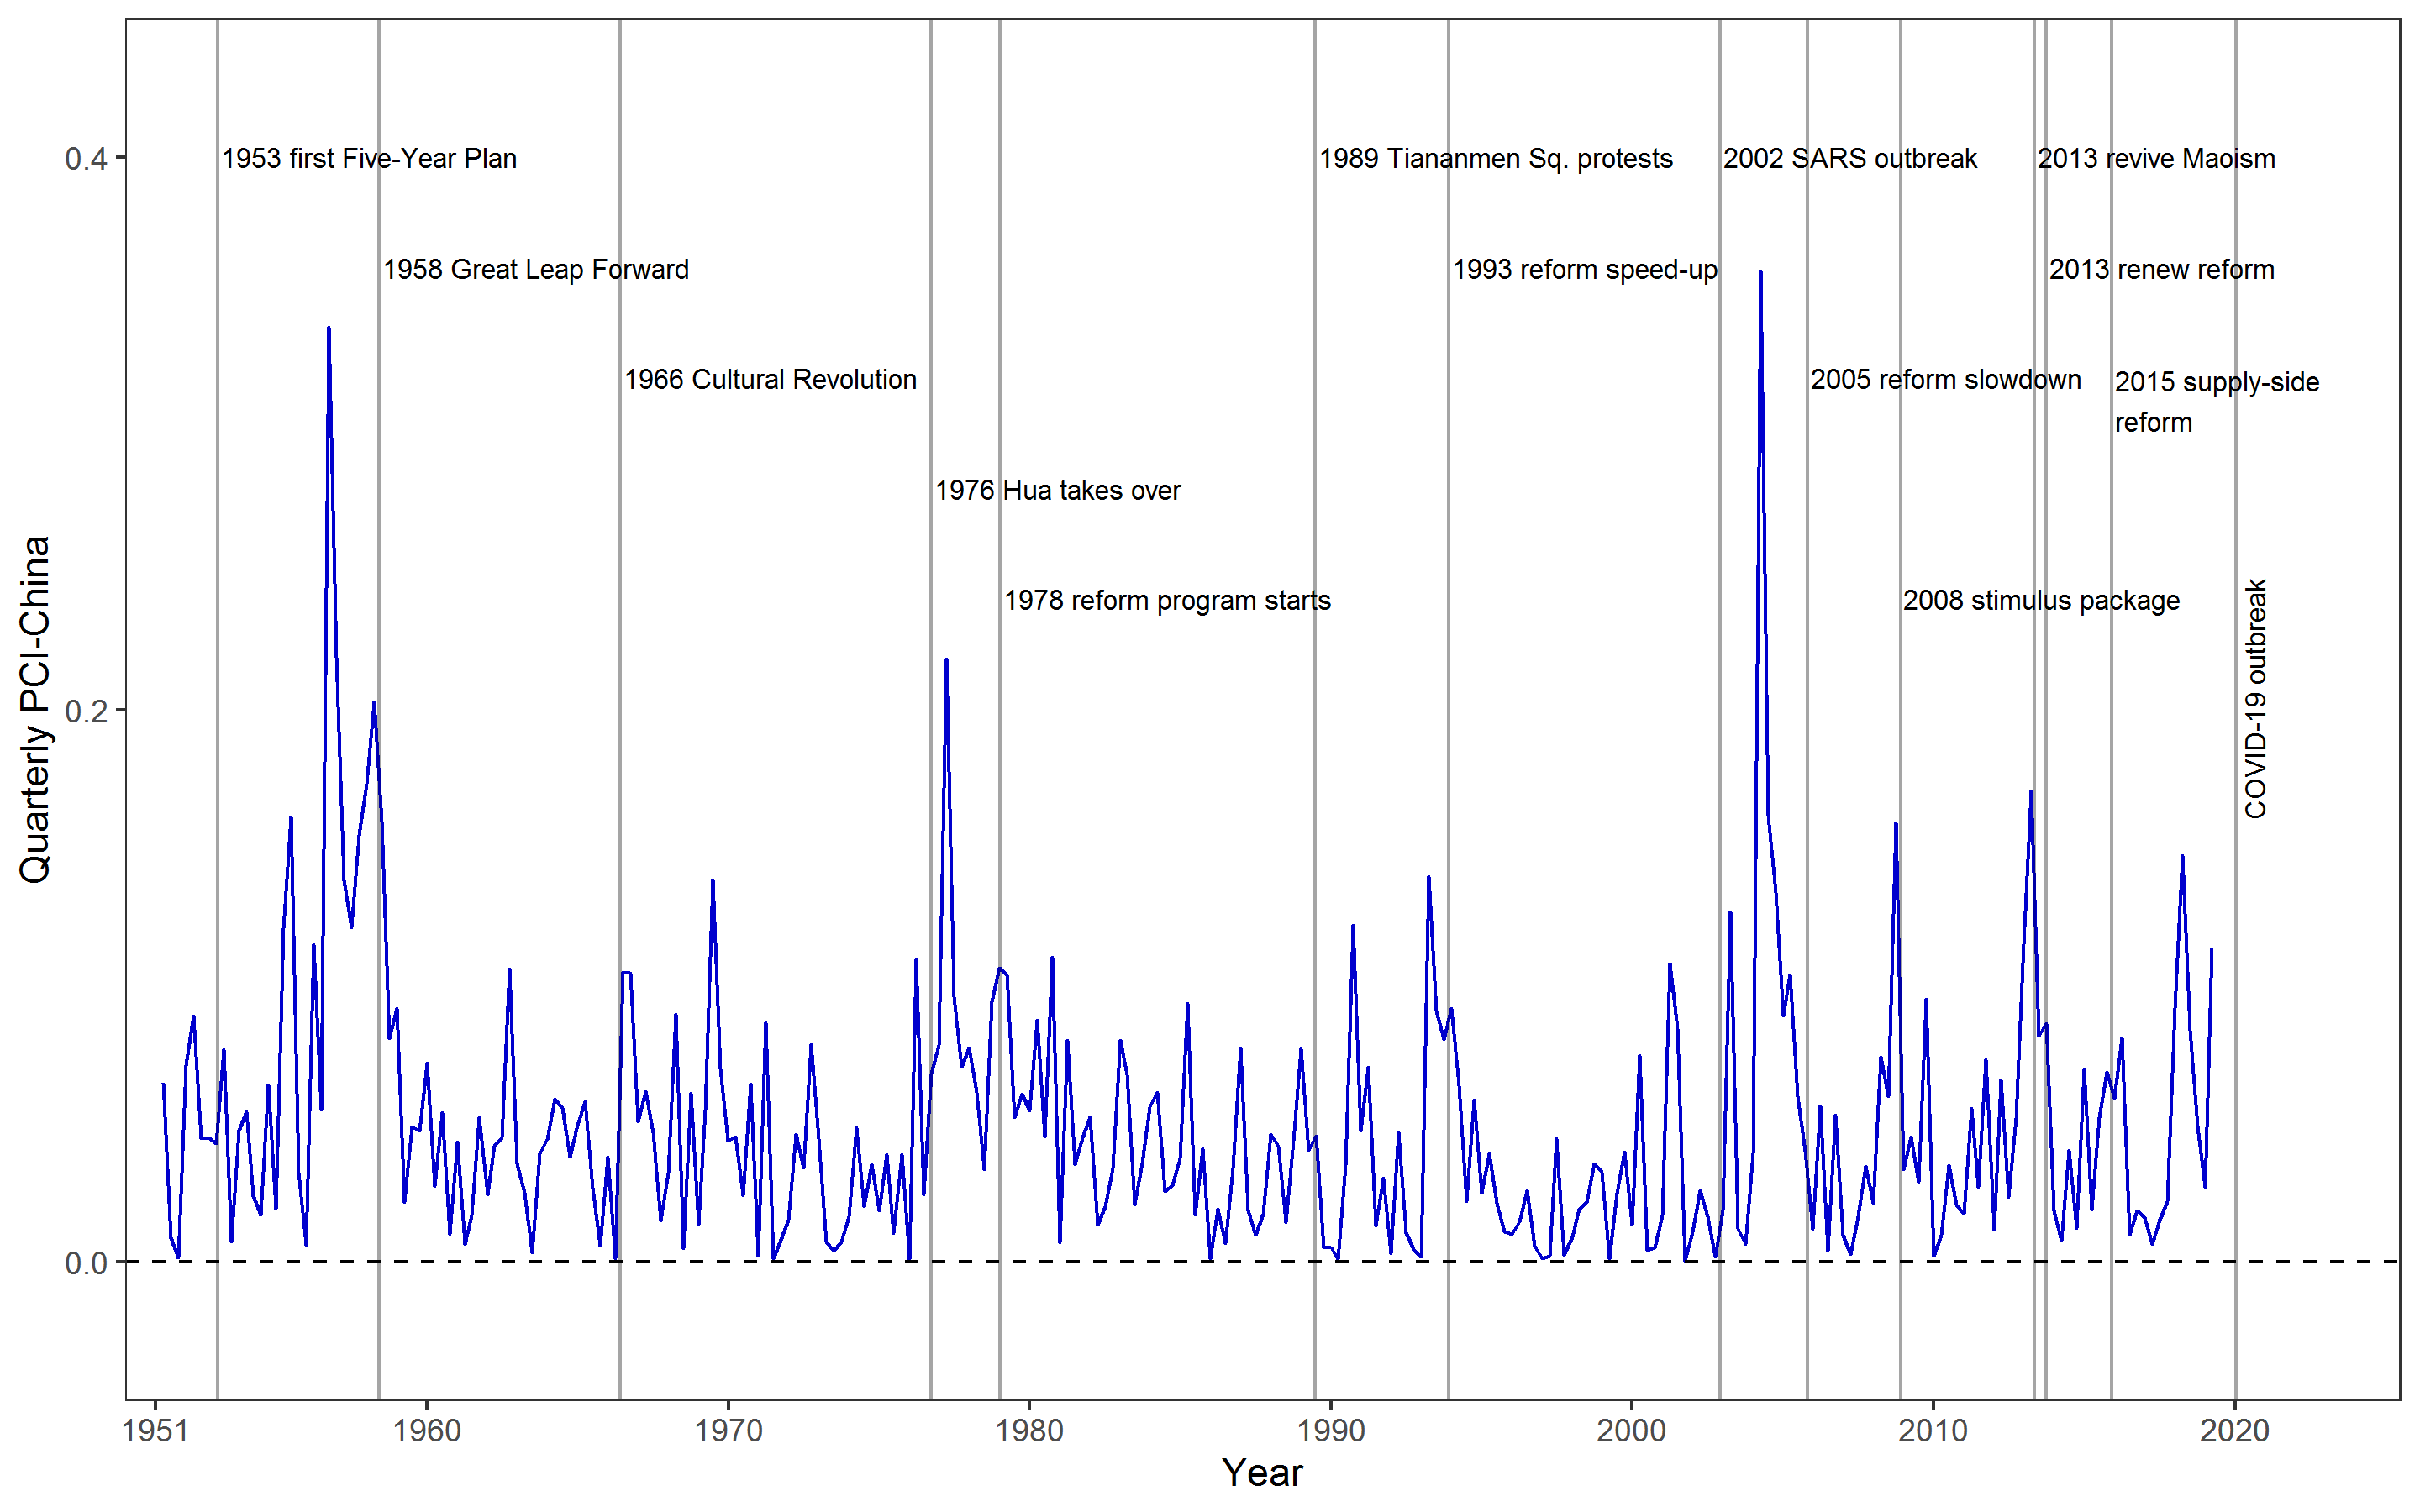 0.4
0.2
0.0
Quarterly PCI-China
1953 first Five-Year Plan
1989 Tiananmen Sq. protests
2002 SARS outbreak
2013 revive Maoism
1958 Great Leap Forward
1993 reform speed-up
2013 renew reform
1966 Cultural Revolution
2005 reform slowdown
2015 supply-side
reform
1976 Hua takes over
1978 reform program starts
2008 stimulus package
COVID-19 outbreak
1951
1960
1970
1980
1990
2000
2010
2020
Year